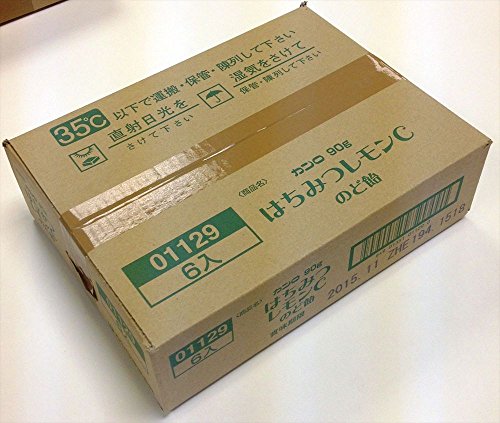 35℃
以下で運搬・保管・陳列して下さい
直射日光を
さけて下さい
湿気をさけて
保管・陳列して下さい
〈商品名〉
カンロ 90g
はちみつレモンC
のど飴
01129
6入
〈商品名〉
カンロ 90g
はちみつ
レモンC
のど飴
賞味期限
2015.11 ZHE194.1518
01129
6入